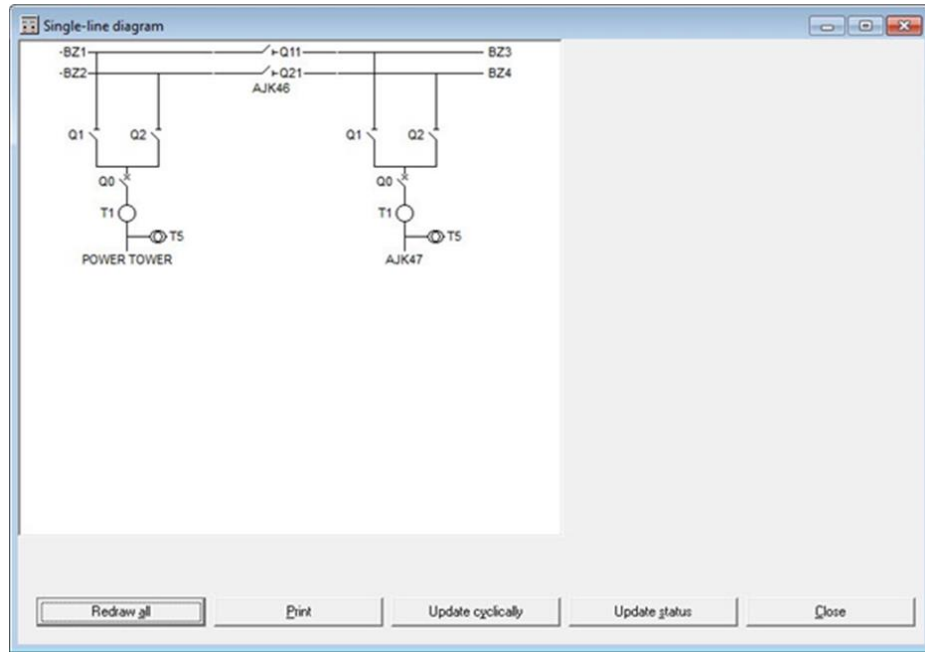 Single-line diagram
-BZ1 Q11 BZ3
-BZ2 Q21 BZ4
AJK46
Q1 Q2 Q1 Q2
Q0 Q0
T1 T1
T5 T5
POWER TOWER AJK47
Redraw all Print Update cyclically Update status Close